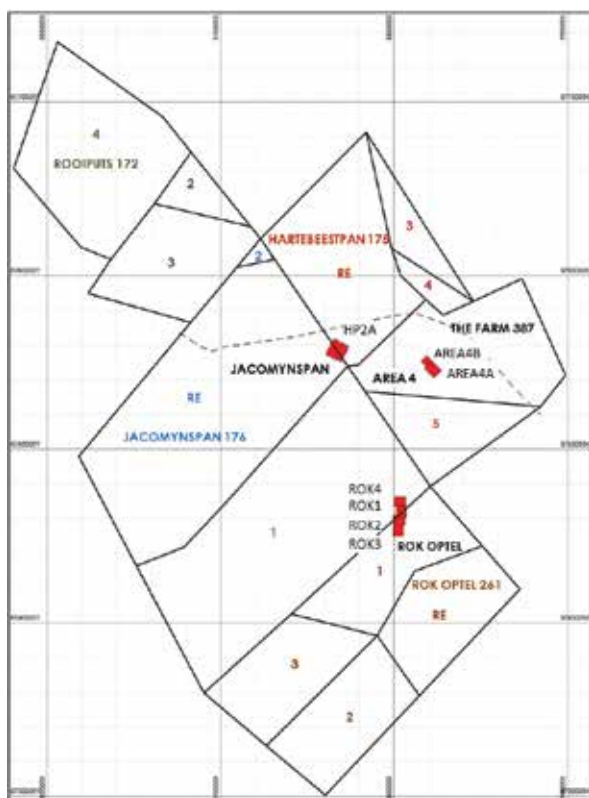 4
ROOIPUTS 172
2
3
3
HARTEBEESTPAN 175
2
RE
4
HP2A
THE FARM 387
JACOMYNSPAN
AREA4B
AREA 4
AREA4A
RE
5
JACOMYNSPAN 176
ROK4
ROK1
1
ROK2
ROK3
ROK OPTEL
1
ROK OPTEL 261
RE
3
2